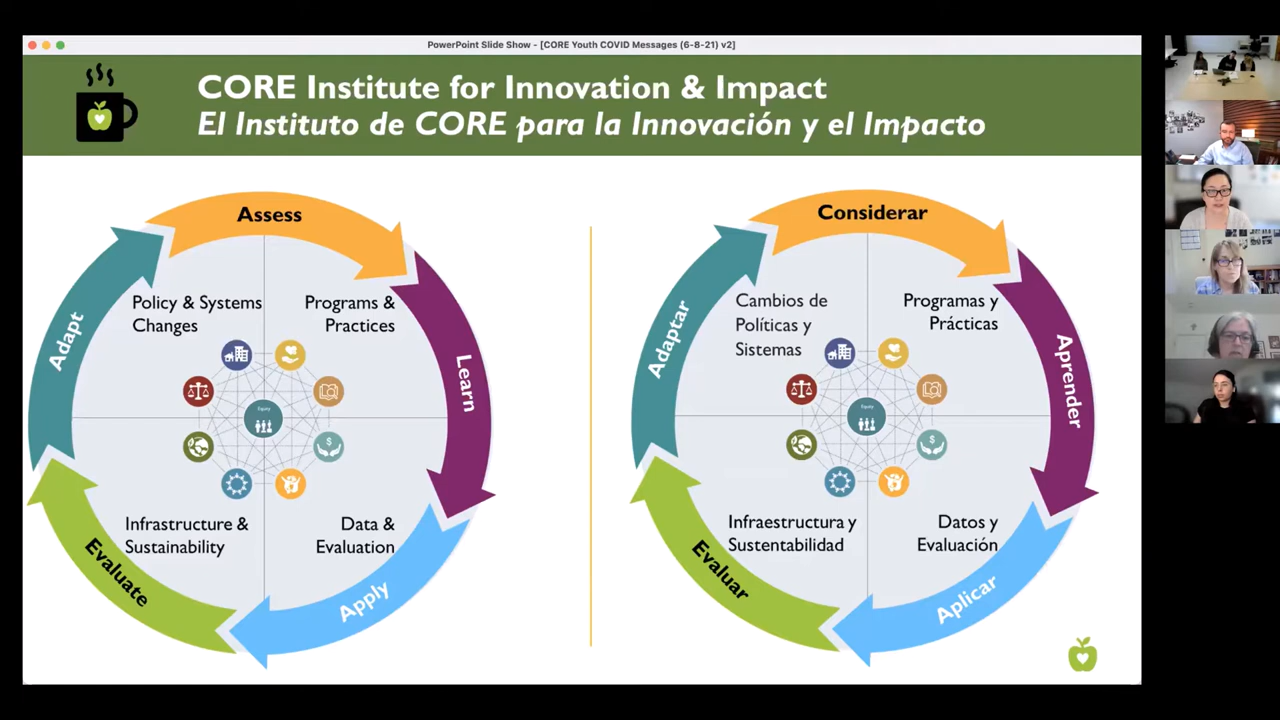 PowerPoint Slide Show - [CORE Youth COVID Messages (6-8-21) v2]
CORE Institute for Innovation & Impact
El Instituto de CORE para la Innovación y el Impacto
Assess
Learn
Apply
Evaluate
Adapt
Policy & Systems
Changes
Programs &
Practices
Equity
$
Infrastructure &
Sustainability
Data &
Evaluation
Considerar
Aprender
Aplicar
Evaluar
Adaptar
Cambios de
Políticas y
Sistemas
Programas y
Prácticas
Equity
$
Infraestructura y
Sustentabilidad
Datos y
Evaluación